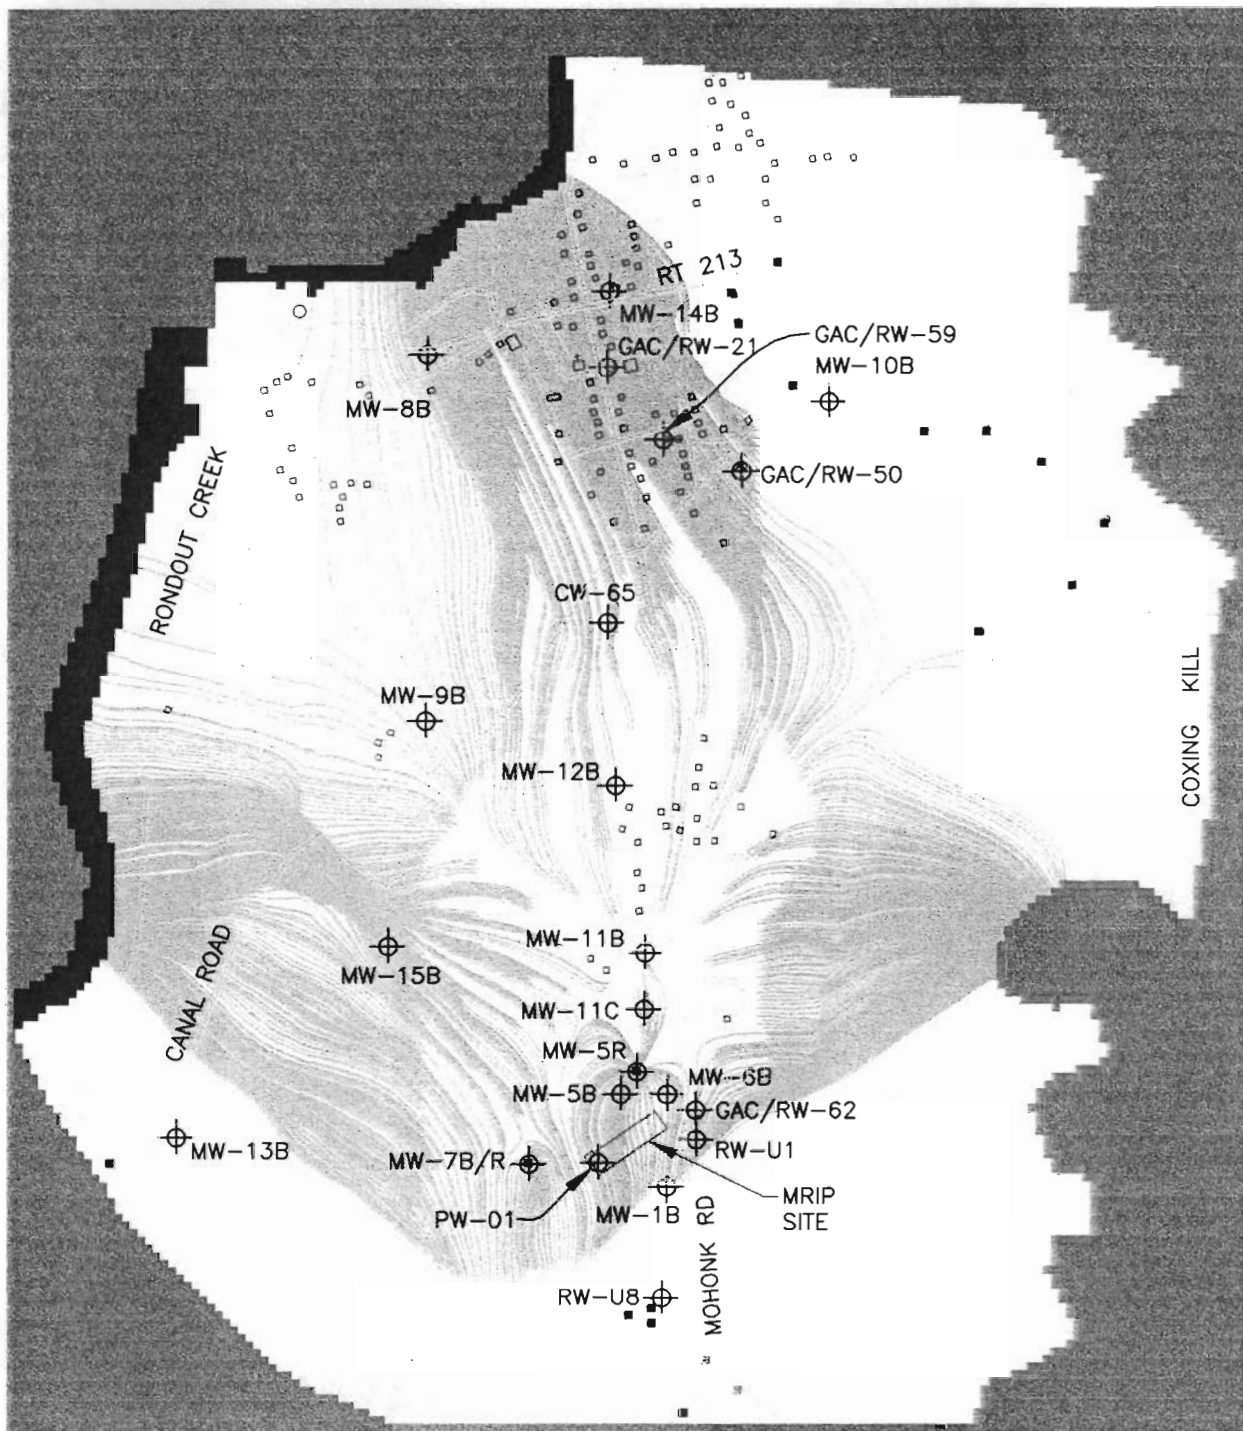 RT 213
MW-14B
GAC/RW-21
GAC/RW-59
MW-10B
MW-8B
GAC/RW-50
RONDOUT CREEK
CW-65
MW-9B
COXING KILL
MW-12B
MW-11B
CANAL ROAD
MW-15B
MW-11C
MW-5R
MW-5B
MW-6B
GAC/RW-62
MW-13B
RW-U1
MW-7B/R
PW-01
MW-1B
MRIP
SITE
MOHONK RD
RW-U8